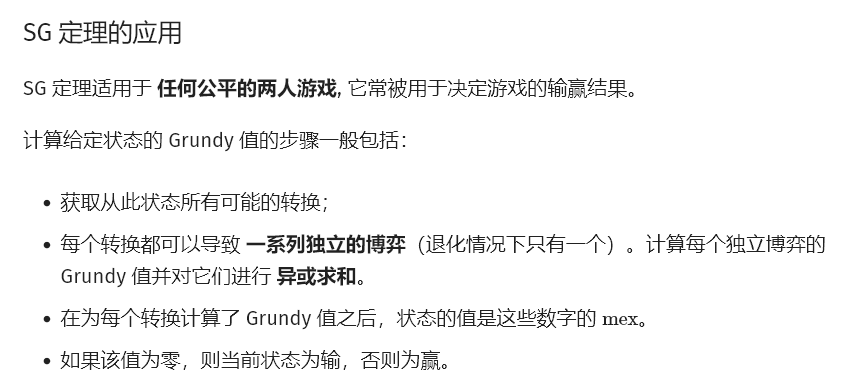 SG 定理的应用
SG 定理适用于 任何公平的两人游戏, 它常被用于决定游戏的输赢结果。
计算给定状态的 Grundy 值的步骤一般包括：
• 获取从此状态所有可能的转换；
• 每个转换都可以导致 一系列独立的博弈（退化情况下只有一个）。计算每个独立博弈的
Grundy 值并对它们进行 异或求和。
• 在为每个转换计算了 Grundy 值之后，状态的值是这些数字的 mex。
• 如果该值为零，则当前状态为输，否则为赢。